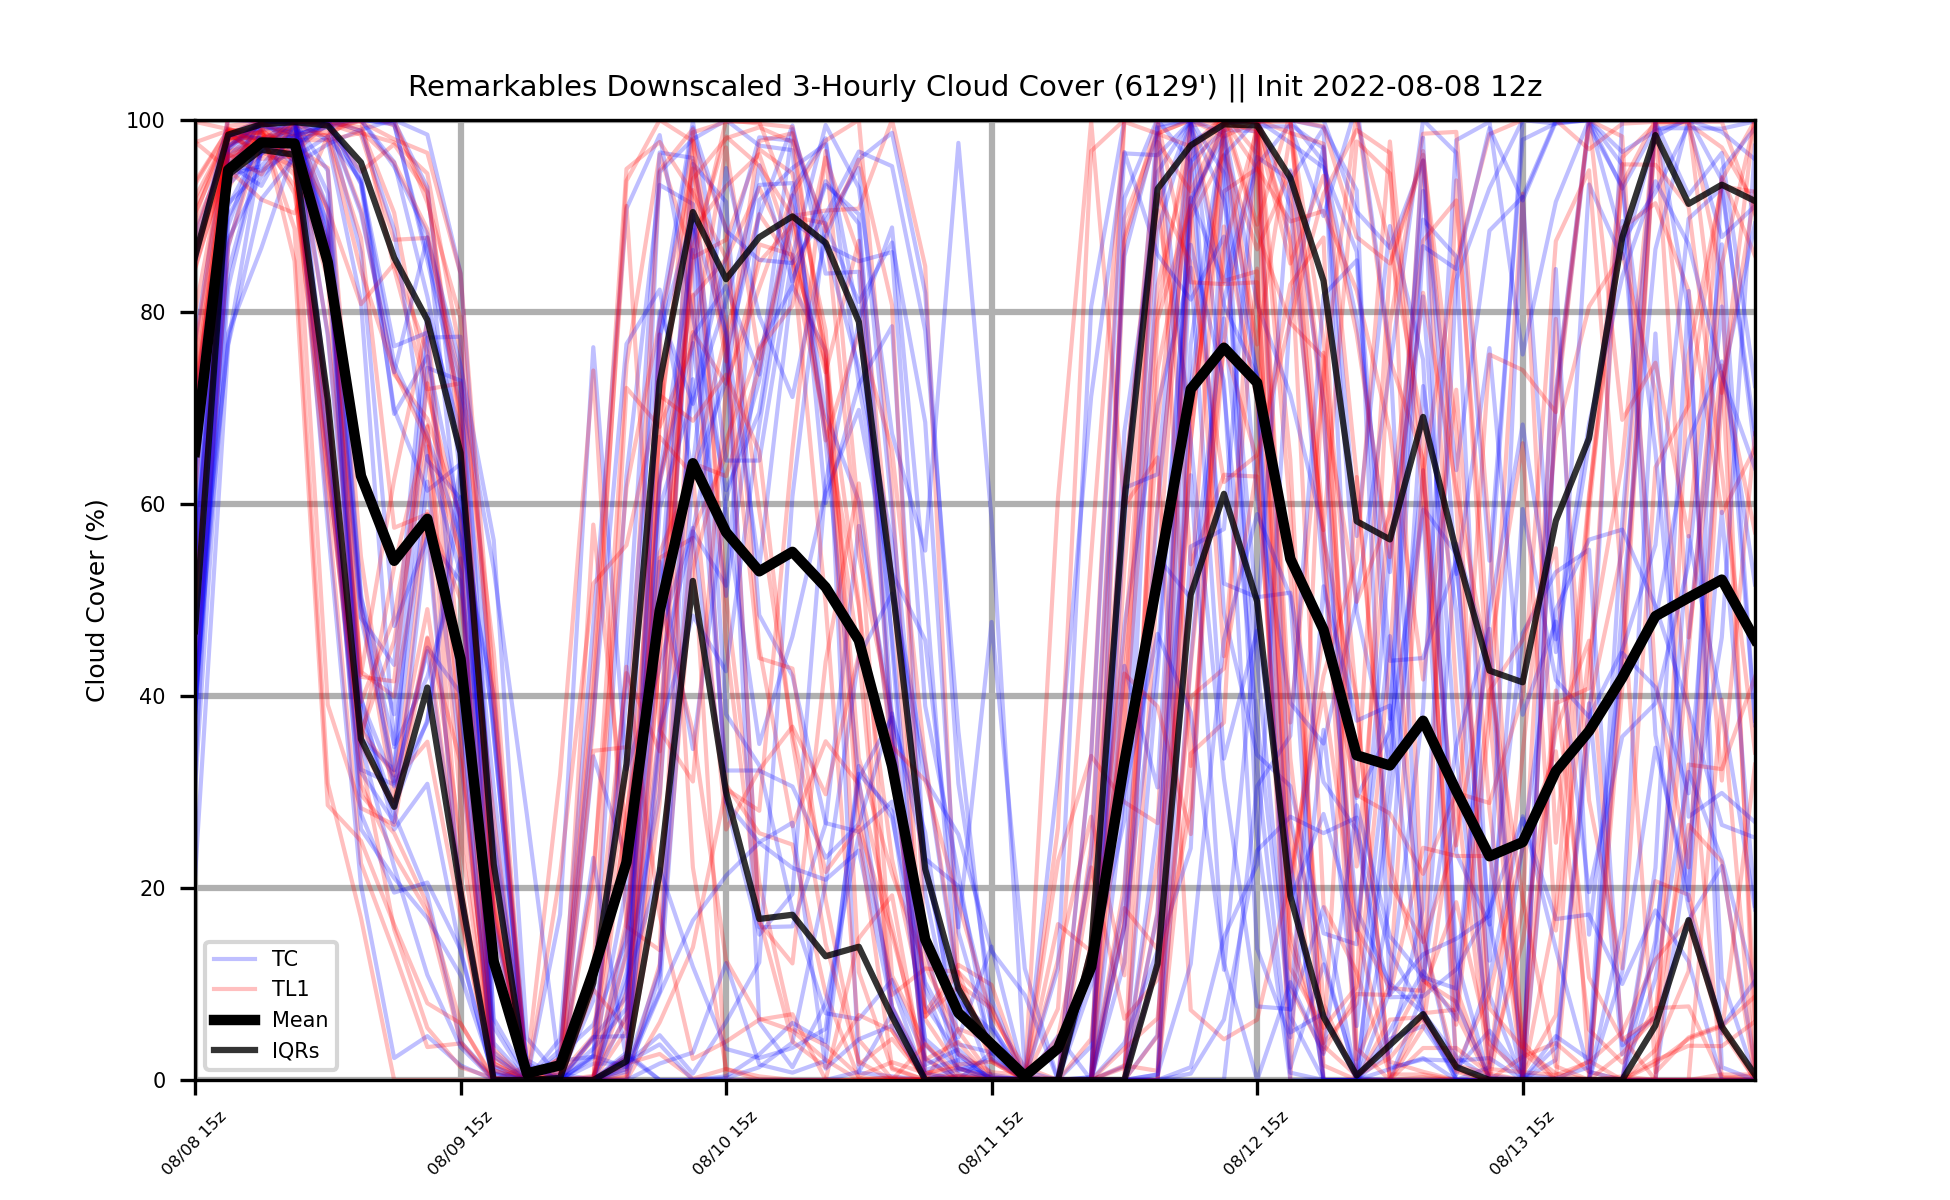 Remarkables Downscaled 3-Hourly Cloud Cover (6129') || Init 2022-08-08 12z
Cloud Cover (%)
100
80
60
40
20
0
TC
TL1
Mean
IQRs
08/08 15z
08/09 15z
08/10 15z
08/11 15z
08/12 15z
08/13 15z